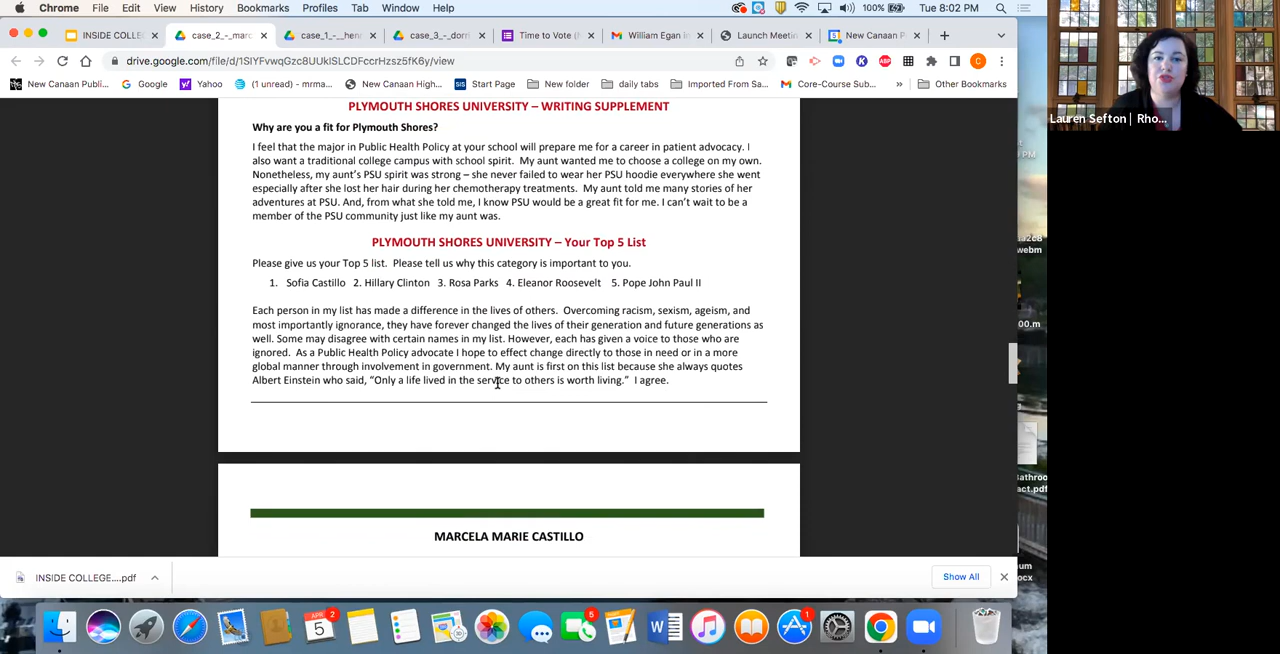 Chrome File Edit View History Bookmarks Profiles Tab Window Help 100% Tue 8:02 PM
INSIDE COLLE case_2_-_marc case_1_-__henr case_3_-_dorri Time to Vote (I William Egan in Launch Meetin New Canaan P
drive.google.com/file/d/1SlYFvwqGzc8UUklSLCDFccrHzsz5fK6y/view
New Canaan Publi... Google Yahoo (1 unread) - mrma... New Canaan High... Start Page New folder daily tabs Imported From Sa... Core-Course Sub... » Other Bookmarks
PLYMOUTH SHORES UNIVERSITY – WRITING SUPPLEMENT
Lauren Sefton | Rho...
Why are you a fit for Plymouth Shores?
I feel that the major in Public Health Policy at your school will prepare me for a career in patient advocacy. I
also want a traditional college campus with school spirit. My aunt wanted me to choose a college on my own.
Nonetheless, my aunt's PSU spirit was strong – she never failed to wear her PSU hoodie everywhere she went
especially after she lost her hair during her chemotherapy treatments. My aunt told me many stories of her
adventures at PSU. And, from what she told me, I know PSU would be a great fit for me. I can't wait to be a
member of the PSU community just like my aunt was.
PLYMOUTH SHORES UNIVERSITY – Your Top 5 List
Please give us your Top 5 list. Please tell us why this category is important to you.
1. Sofia Castillo 2. Hillary Clinton 3. Rosa Parks 4. Eleanor Roosevelt 5. Pope John Paul II
Each person in my list has made a difference in the lives of others. Overcoming racism, sexism, ageism, and
most importantly ignorance, they have forever changed the lives of their generation and future generations as
well. Some may disagree with certain names in my list. However, each has given a voice to those who are
ignored. As a Public Health Policy advocate I hope to effect change directly to those in need or in a more
global manner through involvement in government. My aunt is first on this list because she always quotes
Albert Einstein who said, "Only a life lived in the service to others is worth living." I agree.
MARCELA MARIE CASTILLO
INSIDE COLLEGE....pdf Show All
PM
webm
00.m
act.pdf
ocx
APR 2
5
5
1